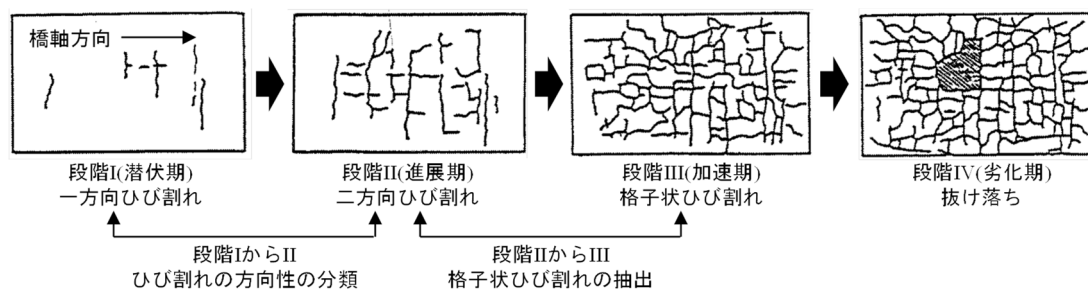 橋軸方向
段階I(潜伏期)
一方向ひび割れ
段階II(進展期)
二方向ひび割れ
段階III(加速期)
格子状ひび割れ
段階IV(劣化期)
抜け落ち
段階IからII
ひび割れの方向性の分類
段階IIからIII
格子状ひび割れの抽出